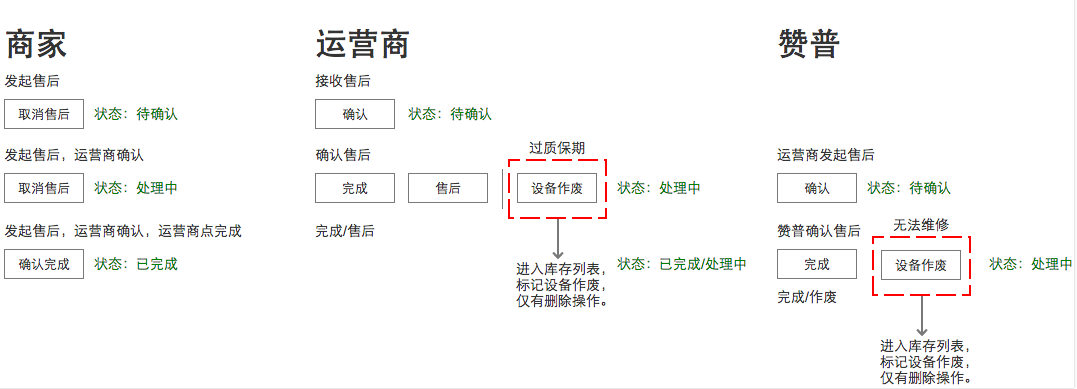 商家
发起售后
取消售后 状态：待确认
发起售后，运营商确认
取消售后 状态：处理中
发起售后，运营商确认，运营商点完成
确认完成 状态：已完成
运营商
接收售后
确认 状态：待确认
确认售后
过质保期
完成 售后 设备作废 状态：处理中
完成/售后
进入库存列表，
标记设备作废，
仅有删除操作。
状态：已完成/处理中
赞普
运营商发起售后
确认 状态：待确认
赞普确认售后
无法维修
完成 设备作废 状态：处理中
完成/作废
进入库存列表，
标记设备作废，
仅有删除操作。